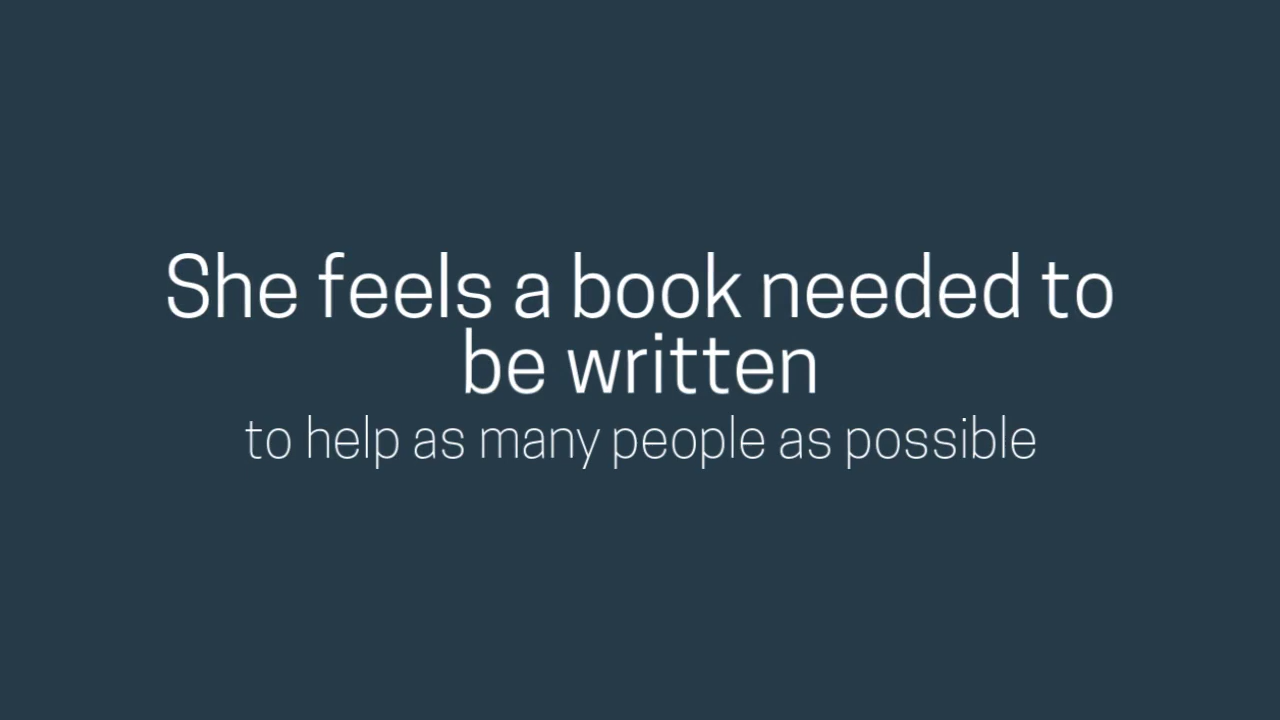 She feels a book needed to
be written
to help as many people as possible